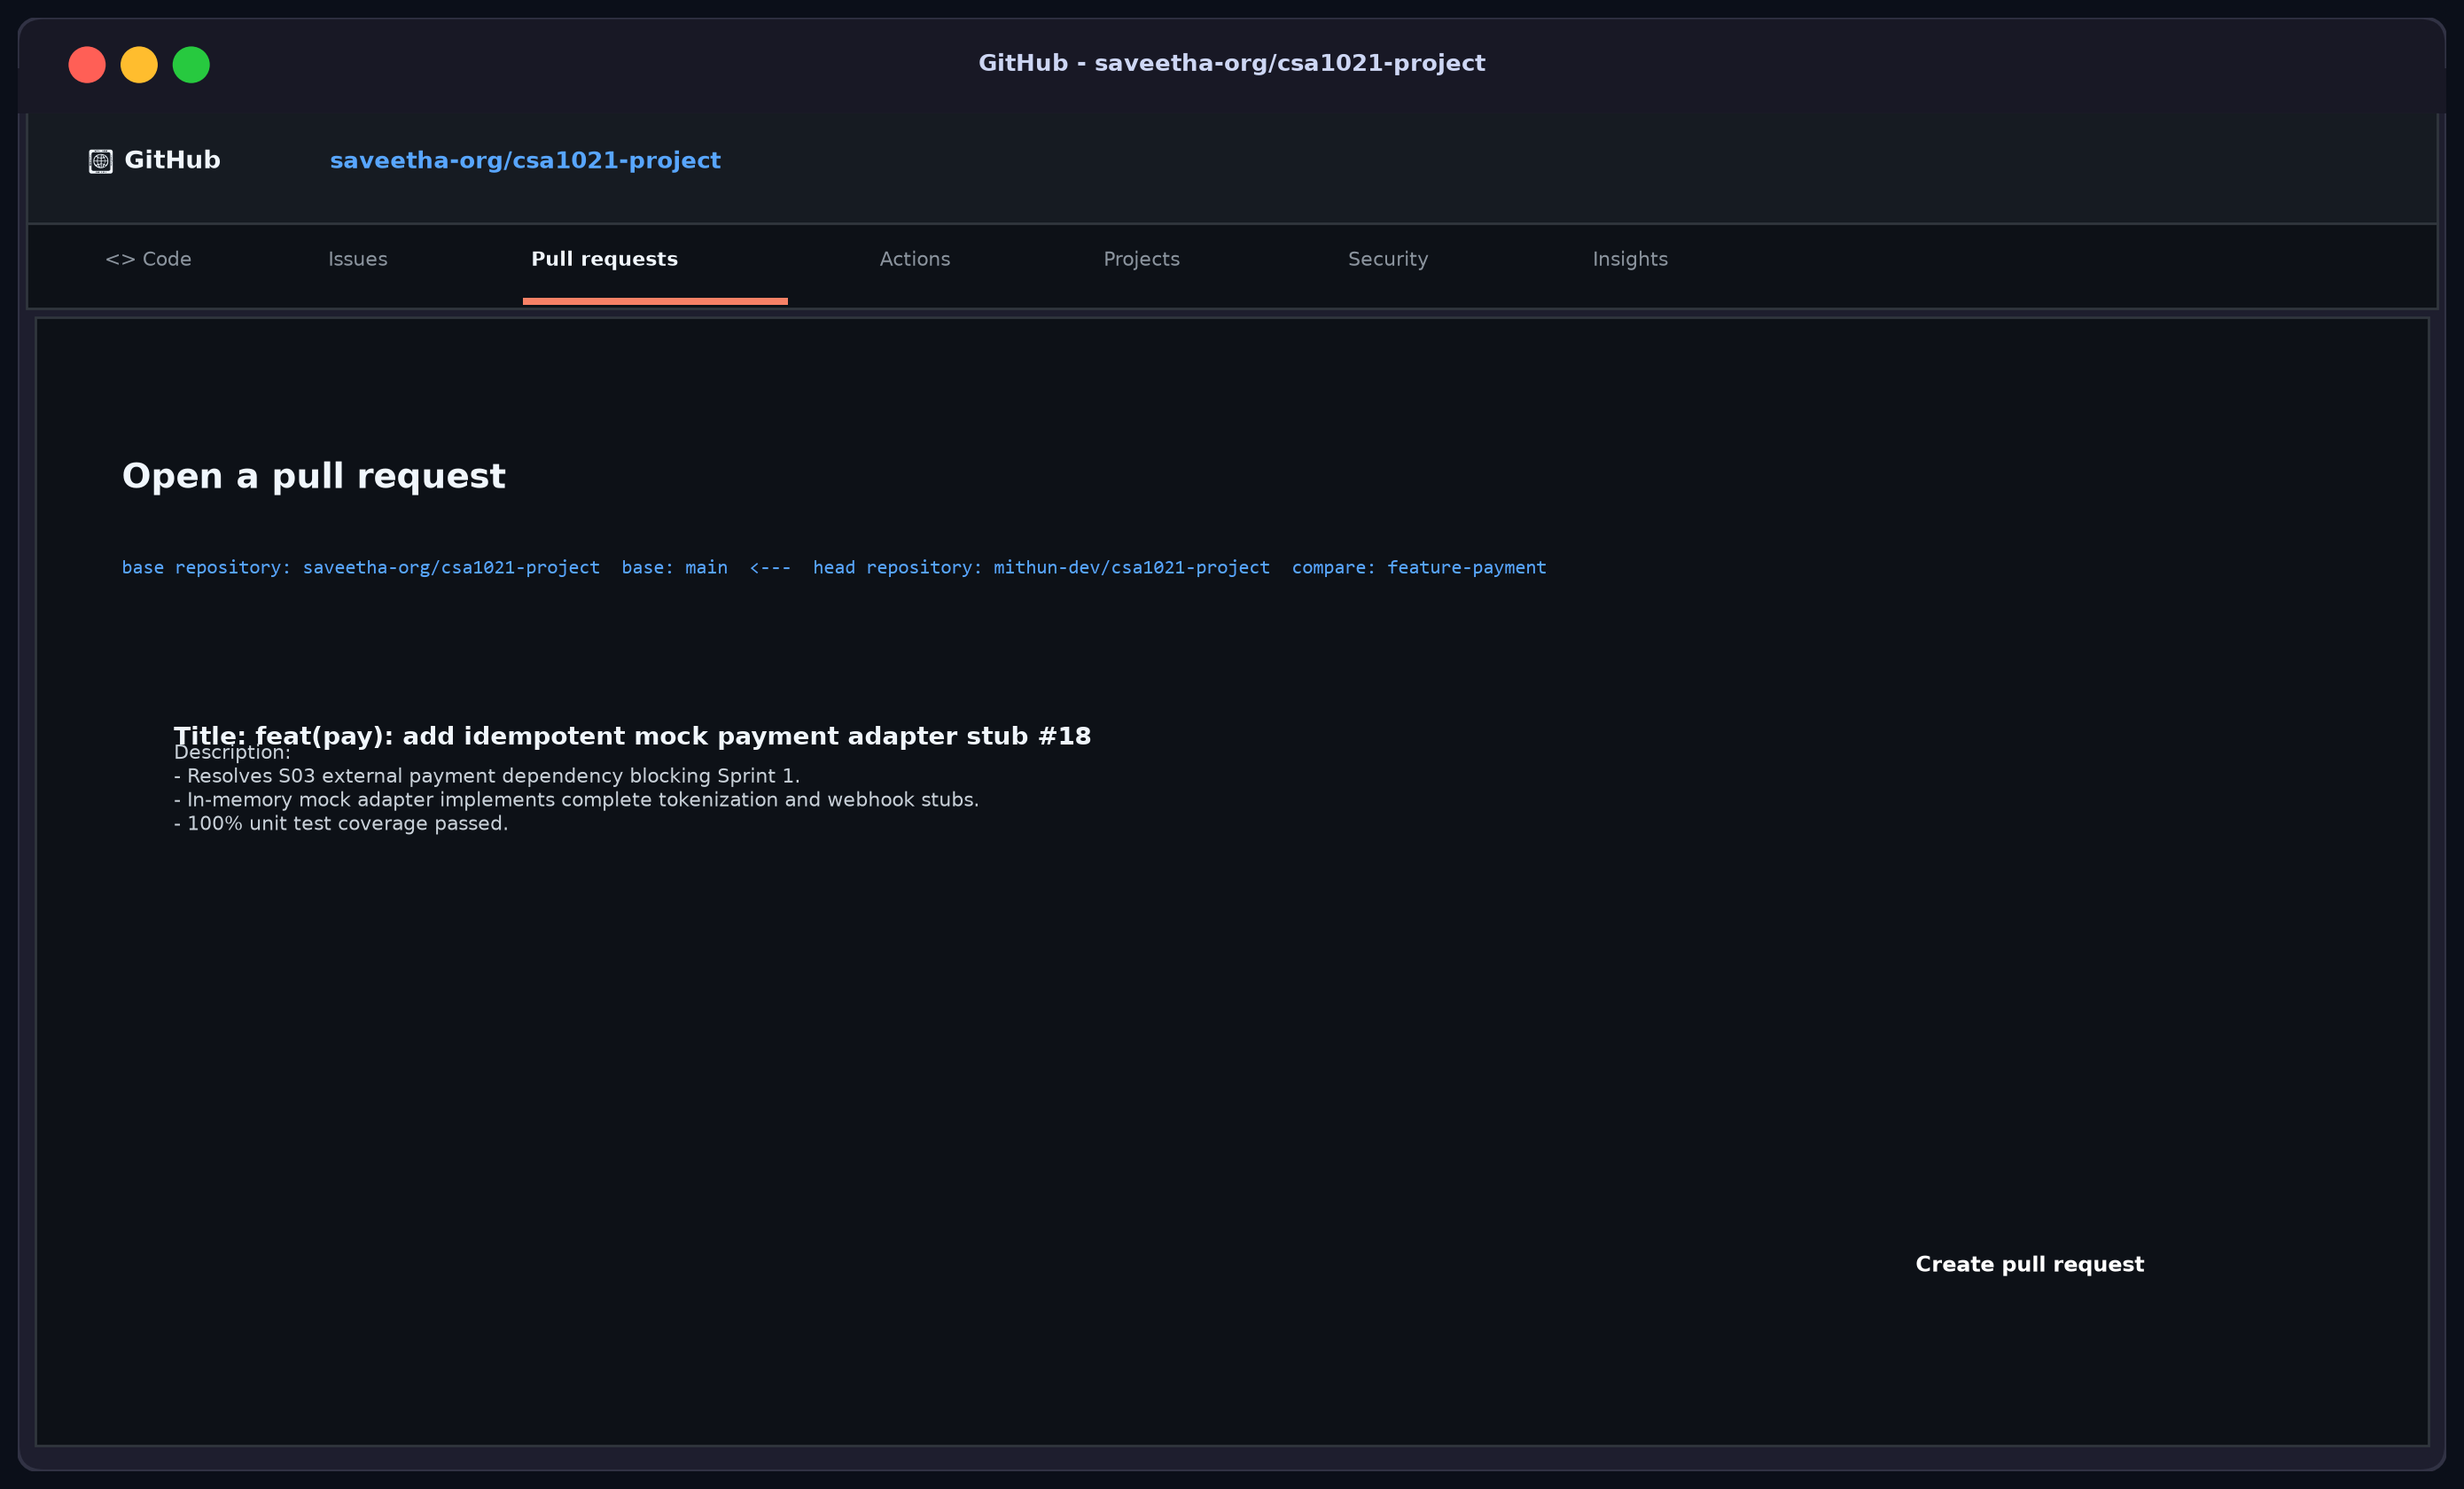 GitHub - saveetha-org/csa1021-project
GitHub saveetha-org/csa1021-project
<> Code Issues Pull requests Actions Projects Security Insights
Open a pull request
base repository: saveetha-org/csa1021-project base: main <--- head repository: mithun-dev/csa1021-project compare: feature-payment
Title: feat(pay): add idempotent mock payment adapter stub #18
Description:
- Resolves S03 external payment dependency blocking Sprint 1.
- In-memory mock adapter implements complete tokenization and webhook stubs.
- 100% unit test coverage passed.
Create pull request